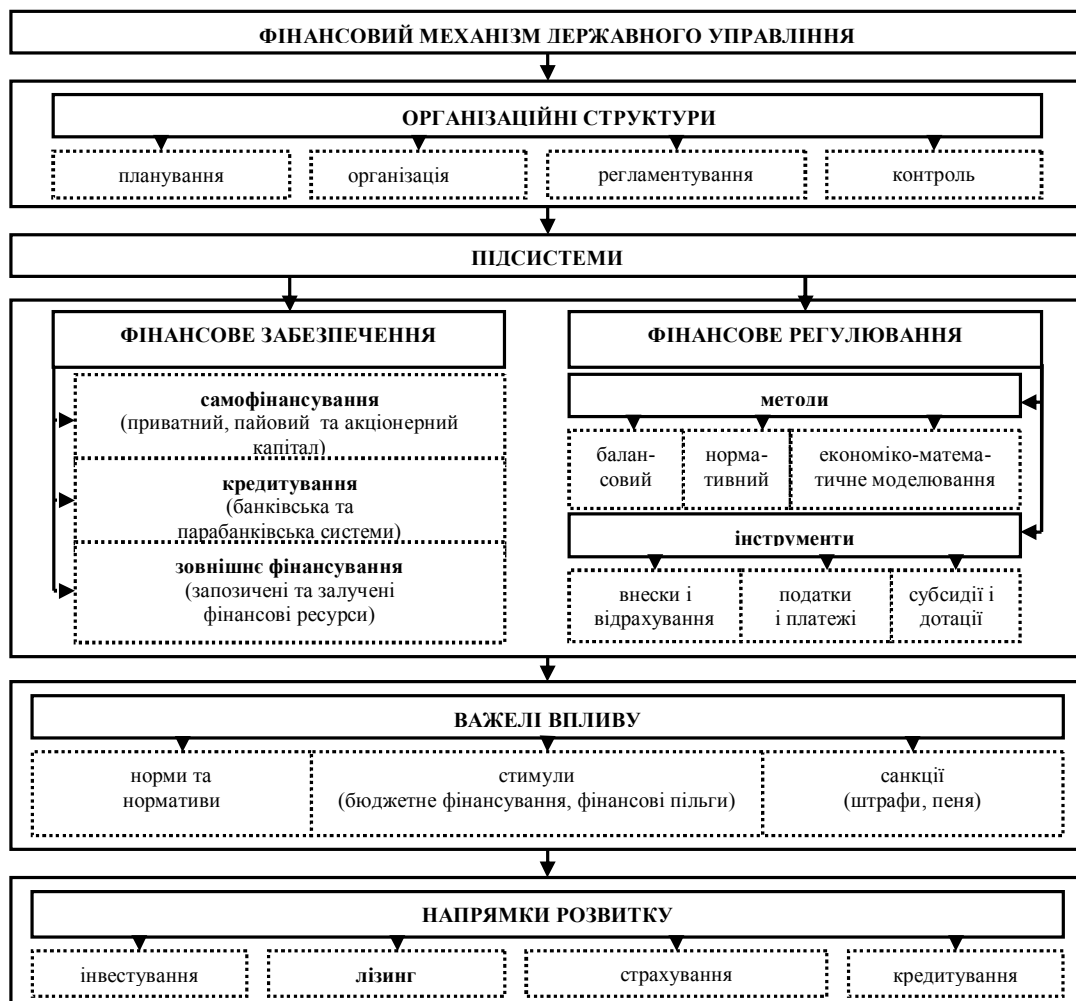 ФІНАНСОВИЙ МЕХАНІЗМ ДЕРЖАВНОГО УПРАВЛІННЯ
ОРГАНІЗАЦІЙНІ СТРУКТУРИ
планування
організація
регламентування
контроль
ПІДСИСТЕМИ
ФІНАНСОВЕ ЗАБЕЗПЕЧЕННЯ
самофінансування
(приватний, пайовий та акціонерний
капітал)
кредитування
(банківська та
парабанківська системи)
зовнішнє фінансування
(запозичені та залучені
фінансові ресурси)
ФІНАНСОВЕ РЕГУЛЮВАННЯ
методи
балан-
совий
норма-
тивний
економіко-матема-
тичне моделювання
інструменти
внески і
відрахування
податки
і платежі
субсидії і
дотації
ВАЖЕЛІ ВПЛИВУ
норми та
нормативи
стимули
(бюджетне фінансування, фінансові пільги)
санкції
(штрафи, пеня)
НАПРЯМКИ РОЗВИТКУ
інвестування
лізинг
страхування
кредитування